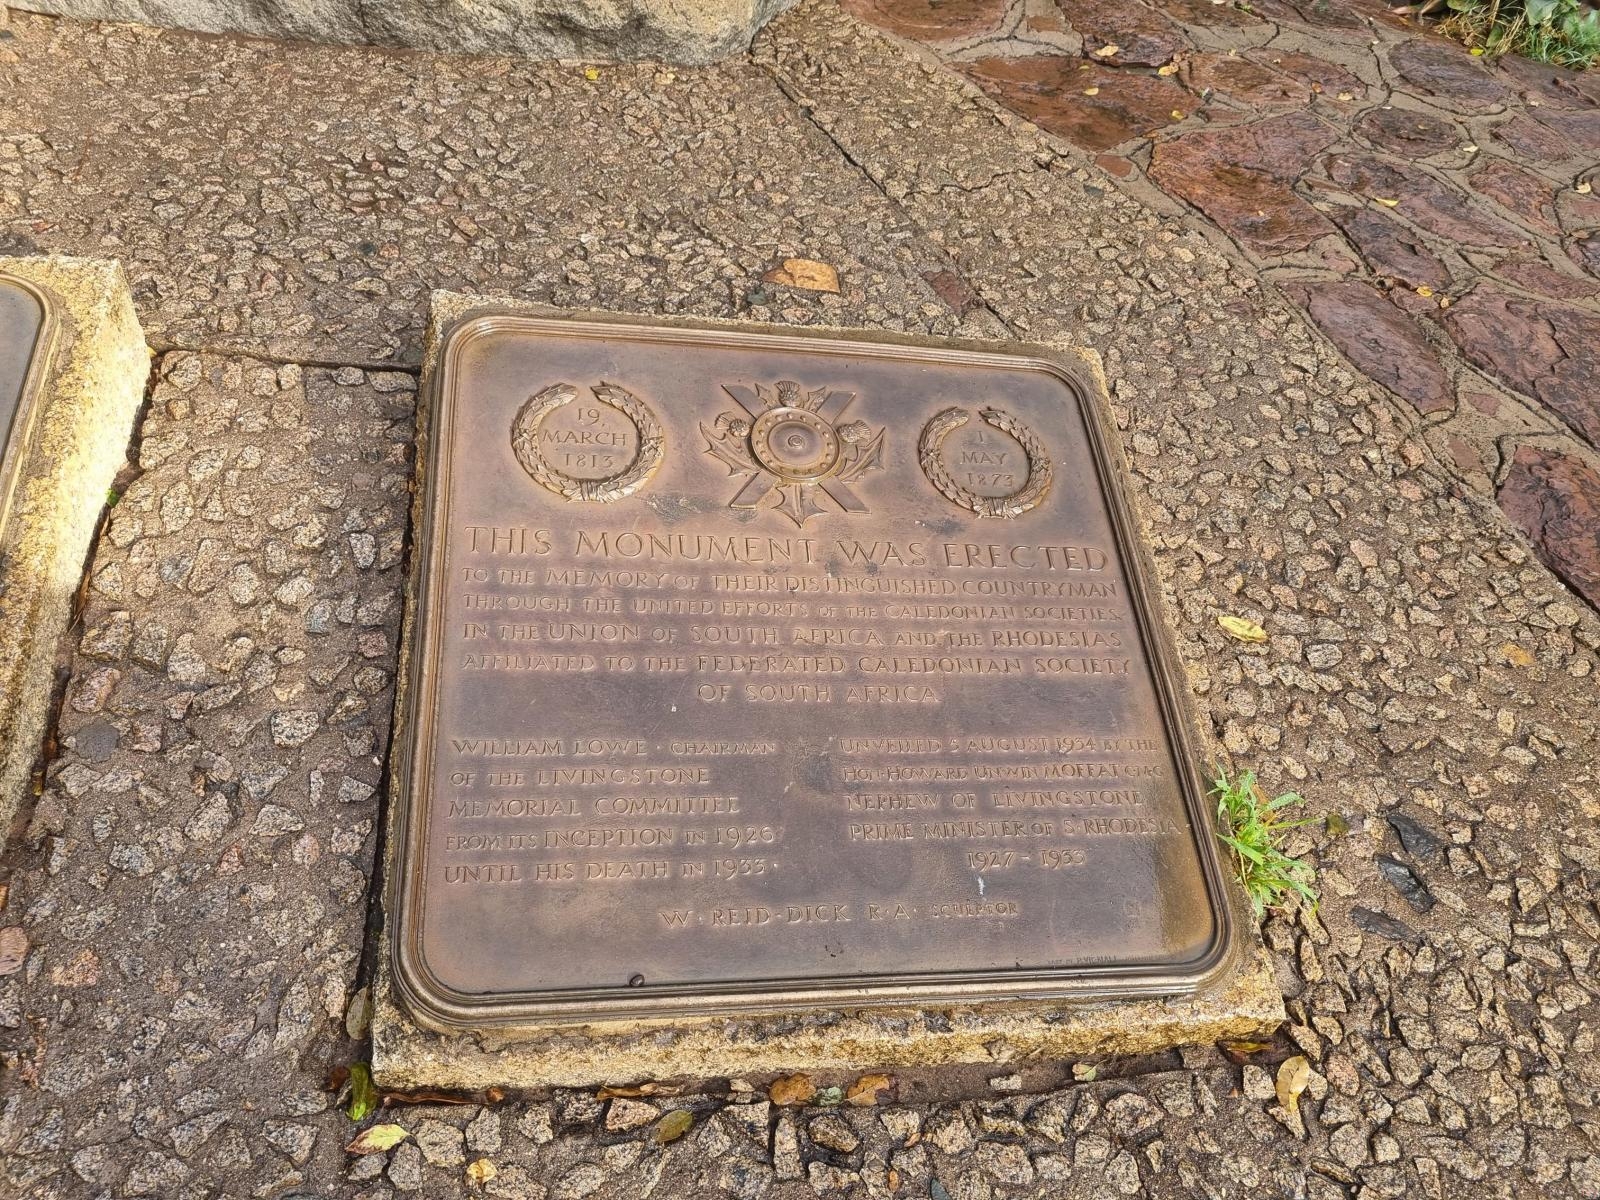 19,
MARCH
1813
1
MAY
1873
THIS MONUMENT WAS ERECTED
TO THE MEMORY OF THEIR DISTINGUISHED COUNTRYMAN
THROUGH THE UNITED EFFORTS OF THE CALEDONIAN SOCIETIES
IN THE UNION OF SOUTH AFRICA AND THE RHODESIAS
AFFILIATED TO THE FEDERATED CALEDONIAN SOCIETY
OF SOUTH AFRICA
WILLIAM LOWE · CHAIRMAN
OF THE LIVINGSTONE
MEMORIAL COMMITTEE
FROM ITS INCEPTION IN 1926
UNTIL HIS DEATH IN 1933 ·
UNVEILED 5 AUGUST 1934 BY THE
HON · HOWARD UNWIN MOFFAT CMG
NEPHEW OF LIVINGSTONE
PRIME MINISTER OF S · RHODESIA
1927 - 1933
W · REID-DICK R · A · SCULPTOR